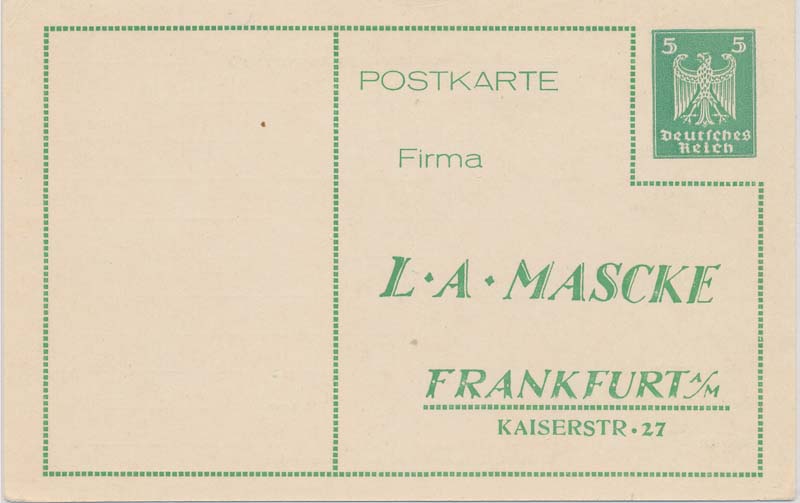 5 5
Deutsches
Reich
POSTKARTE
Firma
L·A·MASCKE
FRANKFURT A/M
KAISERSTR·27